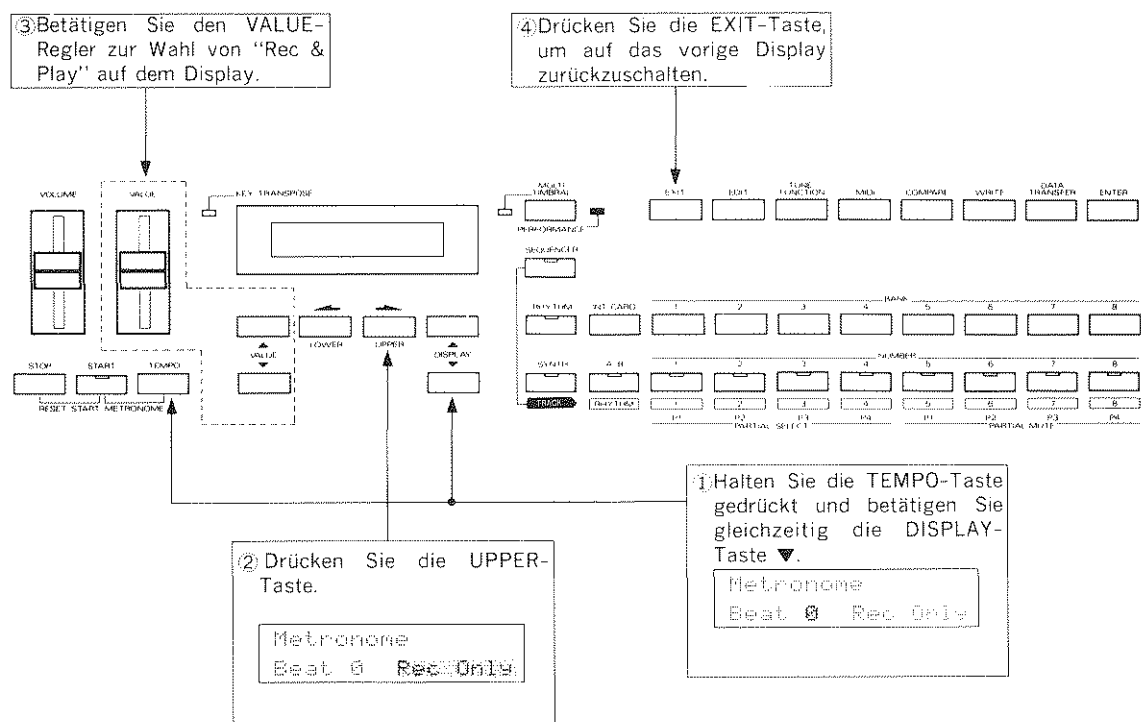 ③Betätigen Sie den VALUE-
Regler zur Wahl von “Rec &
Play” auf dem Display.
④Drücken Sie die EXIT-Taste,
um auf das vorige Display
zurückzuschalten.
VOLUME
VALUE
KEY TRANSPOSE
MULTI
TIMBRAL
PERFORMANCE
EXIT
EDIT
TUNE
FUNCTION
MIDI
COMPARE
WRITE
DATA
TRANSFER
ENTER
SEQUENCER
BANK
RHYTHM
INT CARD
1 2 3 4 5 6 7 8
LOWER
UPPER
VALUE
DISPLAY
STOP
START
TEMPO
RESET START
METRONOME
NUMBER
SYNTH
A B
1 2 3 4 5 6 7 8
TRACK
RHYTHM
1 2 3 4 5 6 7 8
P1 P2 P3 P4 P1 P2 P3 P4
PARTIAL SELECT
PARTIAL MUTE
①Halten Sie die TEMPO-Taste
gedrückt und betätigen Sie
gleichzeitig die DISPLAY-
Taste ▼.
Metronome
Beat 0 Rec Only
② Drücken Sie die UPPER-
Taste.
Metronome
Beat 0 Rec Only